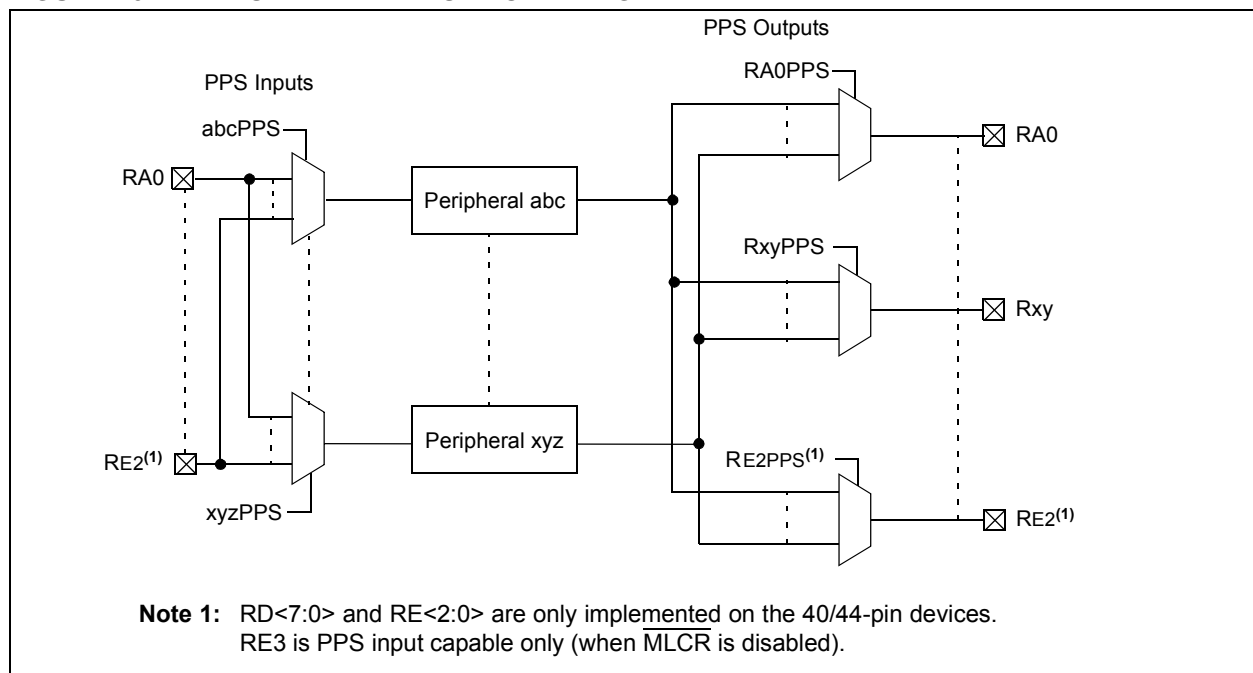 PPS Outputs
RA0PPS
PPS Inputs
abcPPS
RA0
RA0
Peripheral abc
RxyPPS
Rxy
Peripheral xyz
RE2(1)
RE2PPS(1)
xyzPPS
RE2(1)
Note 1: RD<7:0> and RE<2:0> are only implemented on the 40/44-pin devices.
RE3 is PPS input capable only (when MLCR is disabled).